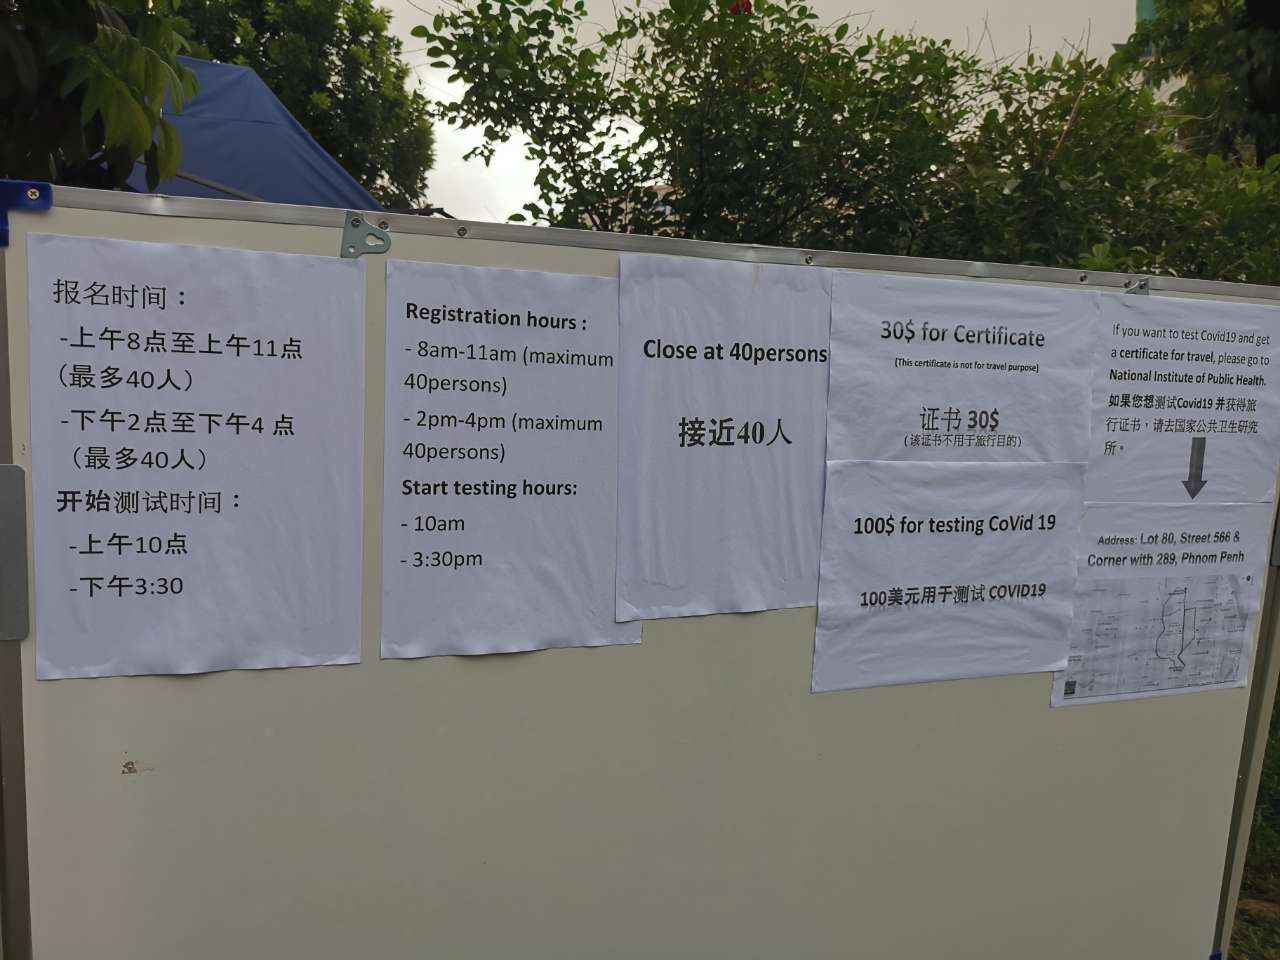 报名时间：
-上午8点至上午11点
（最多40人）
-下午2点至下午4 点
（最多40人）
开始测试时间：
-上午10点
-下午3:30
Registration hours :
- 8am-11am (maximum
40persons)
- 2pm-4pm (maximum
40persons)
Start testing hours:
- 10am
- 3:30pm
Close at 40persons
接近40人
30$ for Certificate
(This certificate is not for travel purpose)
证书 30$
（该证书不用于旅行目的）
100$ for testing CoVid 19
100美元用于测试 COVID19
If you want to test Covid19 and get
a certificate for travel, please go to
National Institute of Public Health.
如果您想测试Covid19 并获得旅
行证书，请去国家公共卫生研究
所。
Address: Lot 80, Street 566 &
Corner with 289, Phnom Penh